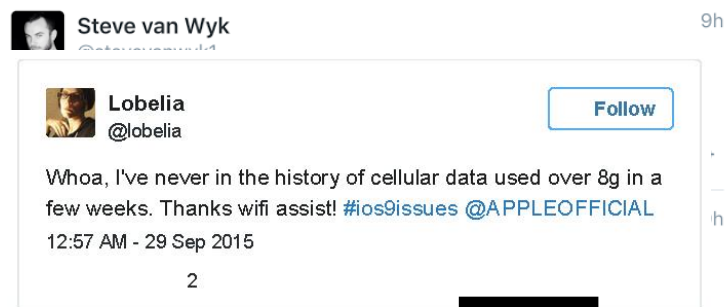 Steve van Wyk
9h
Lobelia
@lobelia
Follow
Whoa, I've never in the history of cellular data used over 8g in a
few weeks. Thanks wifi assist! #ios9issues @APPLEOFFICIAL
12:57 AM - 29 Sep 2015
2